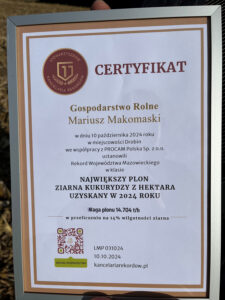 CERTYFIKAT
Gospodarstwo Rolne
Mariusz Makomaski
w dniu 10 października 2024 roku
w miejscowości Drobin
we współpracy z PROCAM Polska Sp. z o.o.
ustanowili
Rekord Województwa Mazowieckiego
w klasie
NAJWIĘKSZY PLON
ZIARNA KUKURYDZY Z HEKTARA
UZYSKANY W 2024 ROKU
Waga plonu 14,704 t/h
w przeliczeniu na 14% wilgotności ziarna
LMP 031024
10.10.2024
kancelariarekordow.pl